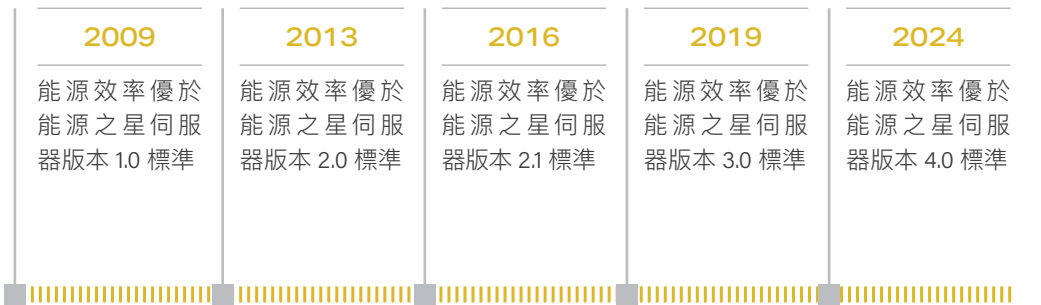 2009
能源效率優於
能源之星伺服
器版本 1.0 標準
2013
能源效率優於
能源之星伺服
器版本 2.0 標準
2016
能源效率優於
能源之星伺服
器版本 2.1 標準
2019
能源效率優於
能源之星伺服
器版本 3.0 標準
2024
能源效率優於
能源之星伺服
器版本 4.0 標準